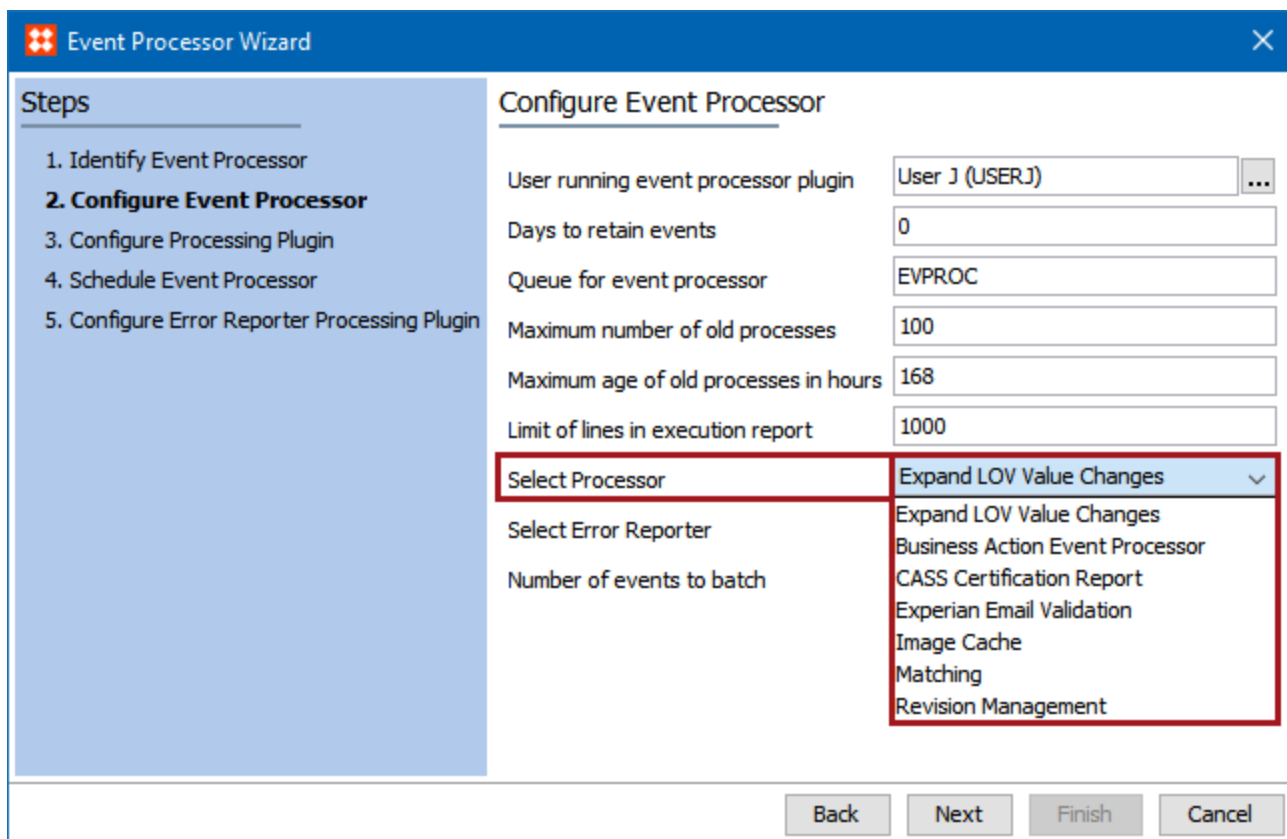 Event Processor Wizard
Steps
1. Identify Event Processor
2. Configure Event Processor
3. Configure Processing Plugin
4. Schedule Event Processor
5. Configure Error Reporter Processing Plugin
Configure Event Processor
User running event processor plugin User J (USERJ) ...
Days to retain events 0
Queue for event processor EVPROC
Maximum number of old processes 100
Maximum age of old processes in hours 168
Limit of lines in execution report 1000
Select Processor Expand LOV Value Changes
Expand LOV Value Changes
Business Action Event Processor
CASS Certification Report
Experian Email Validation
Image Cache
Matching
Revision Management
Select Error Reporter
Number of events to batch
Back Next Finish Cancel